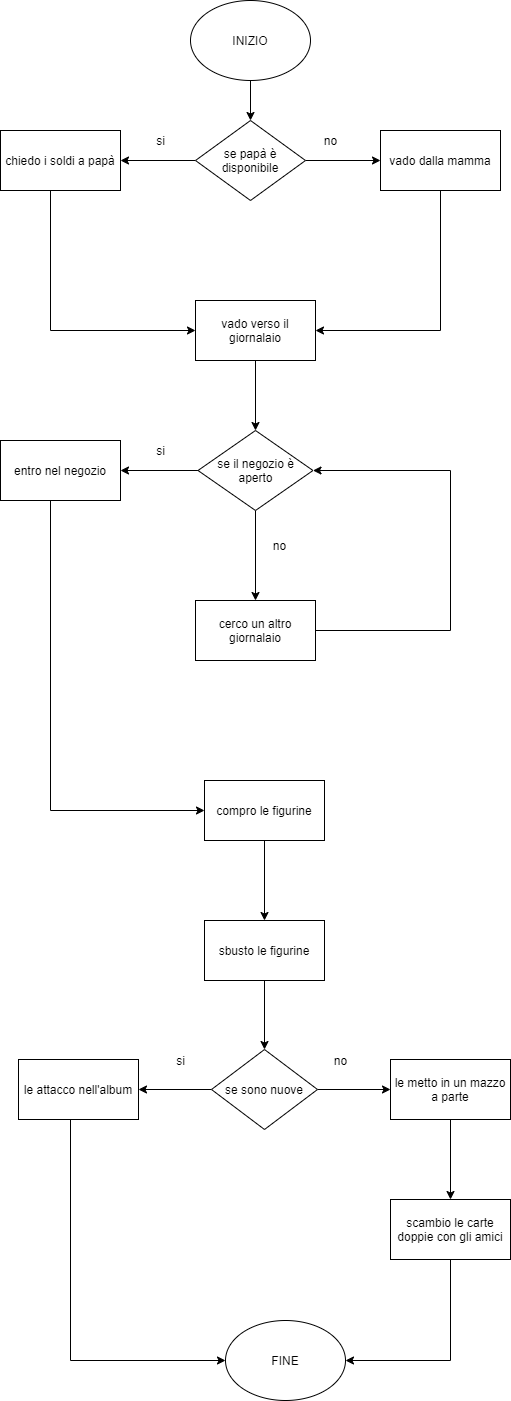 INIZIO
si
no
chiedo i soldi a papà
se papà è
disponibile
vado dalla mamma
vado verso il
giornalaio
si
entro nel negozio
se il negozio è
aperto
no
cerco un altro
giornalaio
compro le figurine
sbusto le figurine
si
no
le attacco nell'album
se sono nuove
le metto in un mazzo
a parte
scambio le carte
doppie con gli amici
FINE